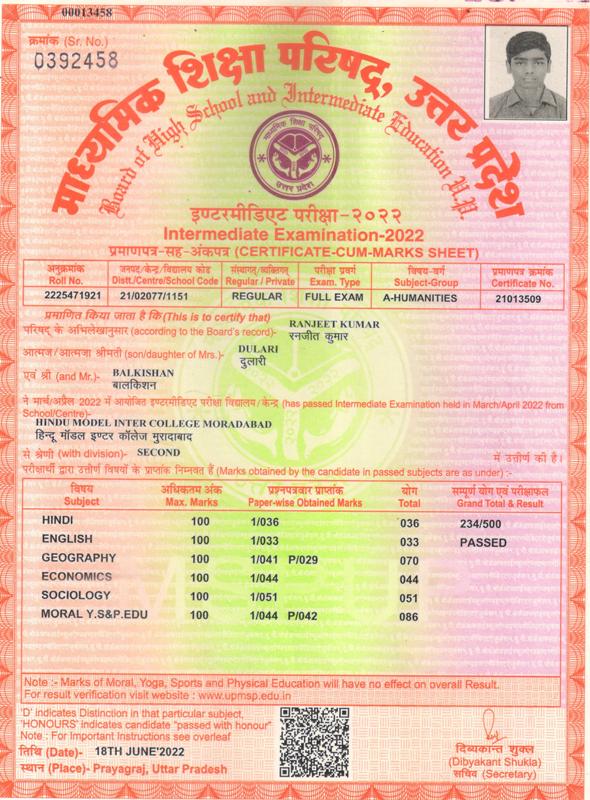 00013458
क्रमांक (Sr. No.)
0392458
माध्यमिक शिक्षा परिषद्, उत्तर प्रदेश
Board of High School and Intermediate Education U.P.
माध्यमिक शिक्षा परिषद्
उत्तर प्रदेश
इण्टरमीडिएट परीक्षा-२०२२
Intermediate Examination-2022
प्रमाणपत्र-सह-अंकपत्र (CERTIFICATE-CUM-MARKS SHEET)
अनुक्रमांक जनपद/केन्द्र/विद्यालय कोड संस्थागत/व्यक्तिगत परीक्षा प्रवर्ग विषय-वर्ग प्रमाणपत्र क्रमांक
Roll No. Distt./Centre/School Code Regular / Private Exam. Type Subject-Group Certificate No.
2225471921 21/02077/1151 REGULAR FULL EXAM A-HUMANITIES 21013509
प्रमाणित किया जाता है कि (This is to certify that)
RANJEET KUMAR
परिषद् के अभिलेखानुसार (according to the Board's record)- रनजीत कुमार
आत्मज/आत्मजा श्रीमती (son/daughter of Mrs.)- DULARI
दुलारी
एवं श्री (and Mr.)- BALKISHAN
बालकिशन
ने मार्च/अप्रैल 2022 में आयोजित इण्टरमीडिएट परीक्षा विद्यालय/केन्द्र (has passed Intermediate Examination held in March/April 2022 from
School/Centre)-
HINDU MODEL INTER COLLEGE MORADABAD
हिन्दू मॉडल इण्टर कॉलेज मुरादाबाद
से श्रेणी (with division)- SECOND में उत्तीर्ण की है।
परीक्षार्थी द्वारा उत्तीर्ण विषयों के प्राप्तांक निम्नवत हैं (Marks obtained by the candidate in passed subjects are as under) :-
विषय अधिकतम अंक प्रश्नपत्रवार प्राप्तांक योग सम्पूर्ण योग एवं परीक्षाफल
Subject Max. Marks Paper-wise Obtained Marks Total Grand Total & Result
HINDI 100 1/036 036 234/500
ENGLISH 100 1/033 033 PASSED
GEOGRAPHY 100 1/041 P/029 070
ECONOMICS 100 1/044 044
SOCIOLOGY 100 1/051 051
MORAL Y.S&P.EDU 100 1/044 P/042 086
Note :- Marks of Moral, Yoga, Sports and Physical Education will have no effect on overall Result.
For result verification visit website : www.upmsp.edu.in
'D' indicates Distinction in that particular subject,
'HONOURS' indicates candidate "passed with honour"
Note : For Important Instructions see overleaf
तिथि (Date)- 18TH JUNE'2022
स्थान (Place)- Prayagraj, Uttar Pradesh
दिव्यकान्त शुक्ल
(Dibyakant Shukla)
सचिव (Secretary)